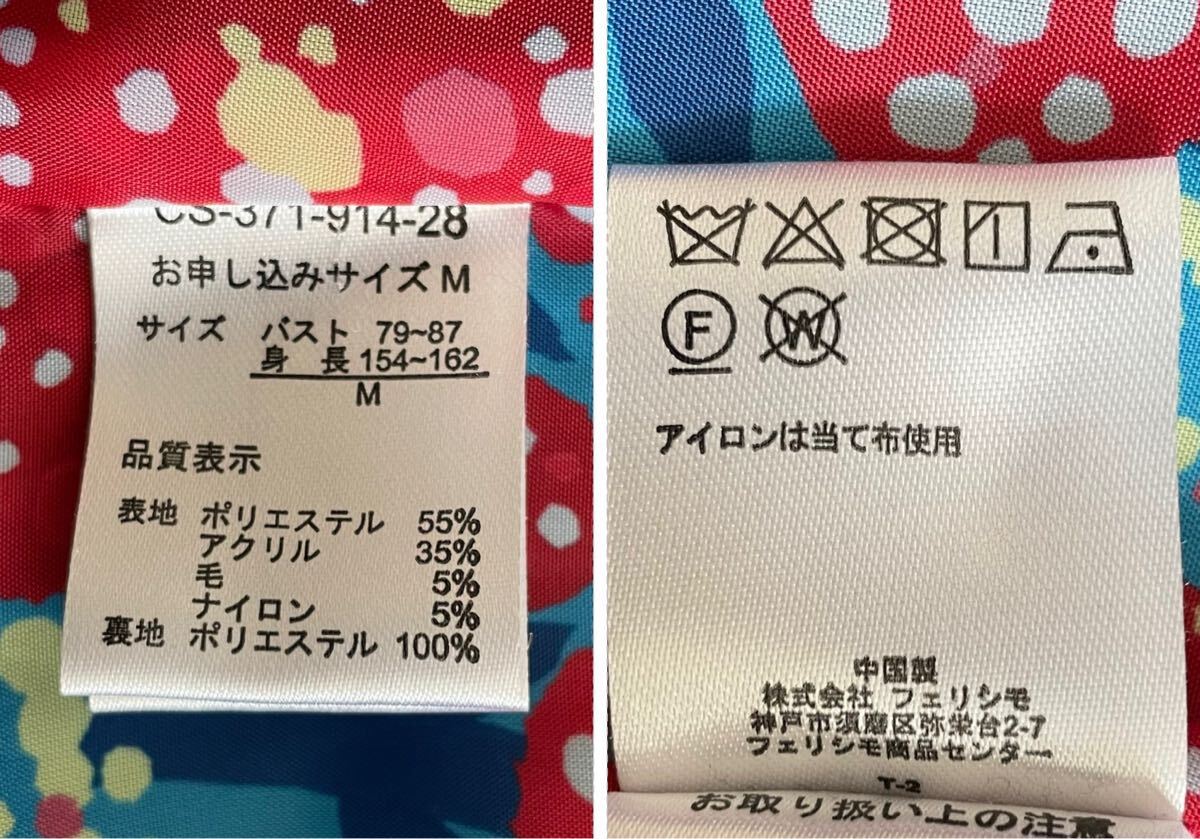 CS-371-914-28
お申し込みサイズ M
サイズ バスト 79~87
身 長 154~162
M
品質表示
表地 ポリエステル 55%
アクリル 35%
毛 5%
ナイロン 5%
裏地 ポリエステル 100%
F W
アイロンは当て布使用
中国製
株式会社 フェリシモ
神戸市須磨区弥栄台2-7
フェリシモ商品センター
T-2
お取り扱い上の注意